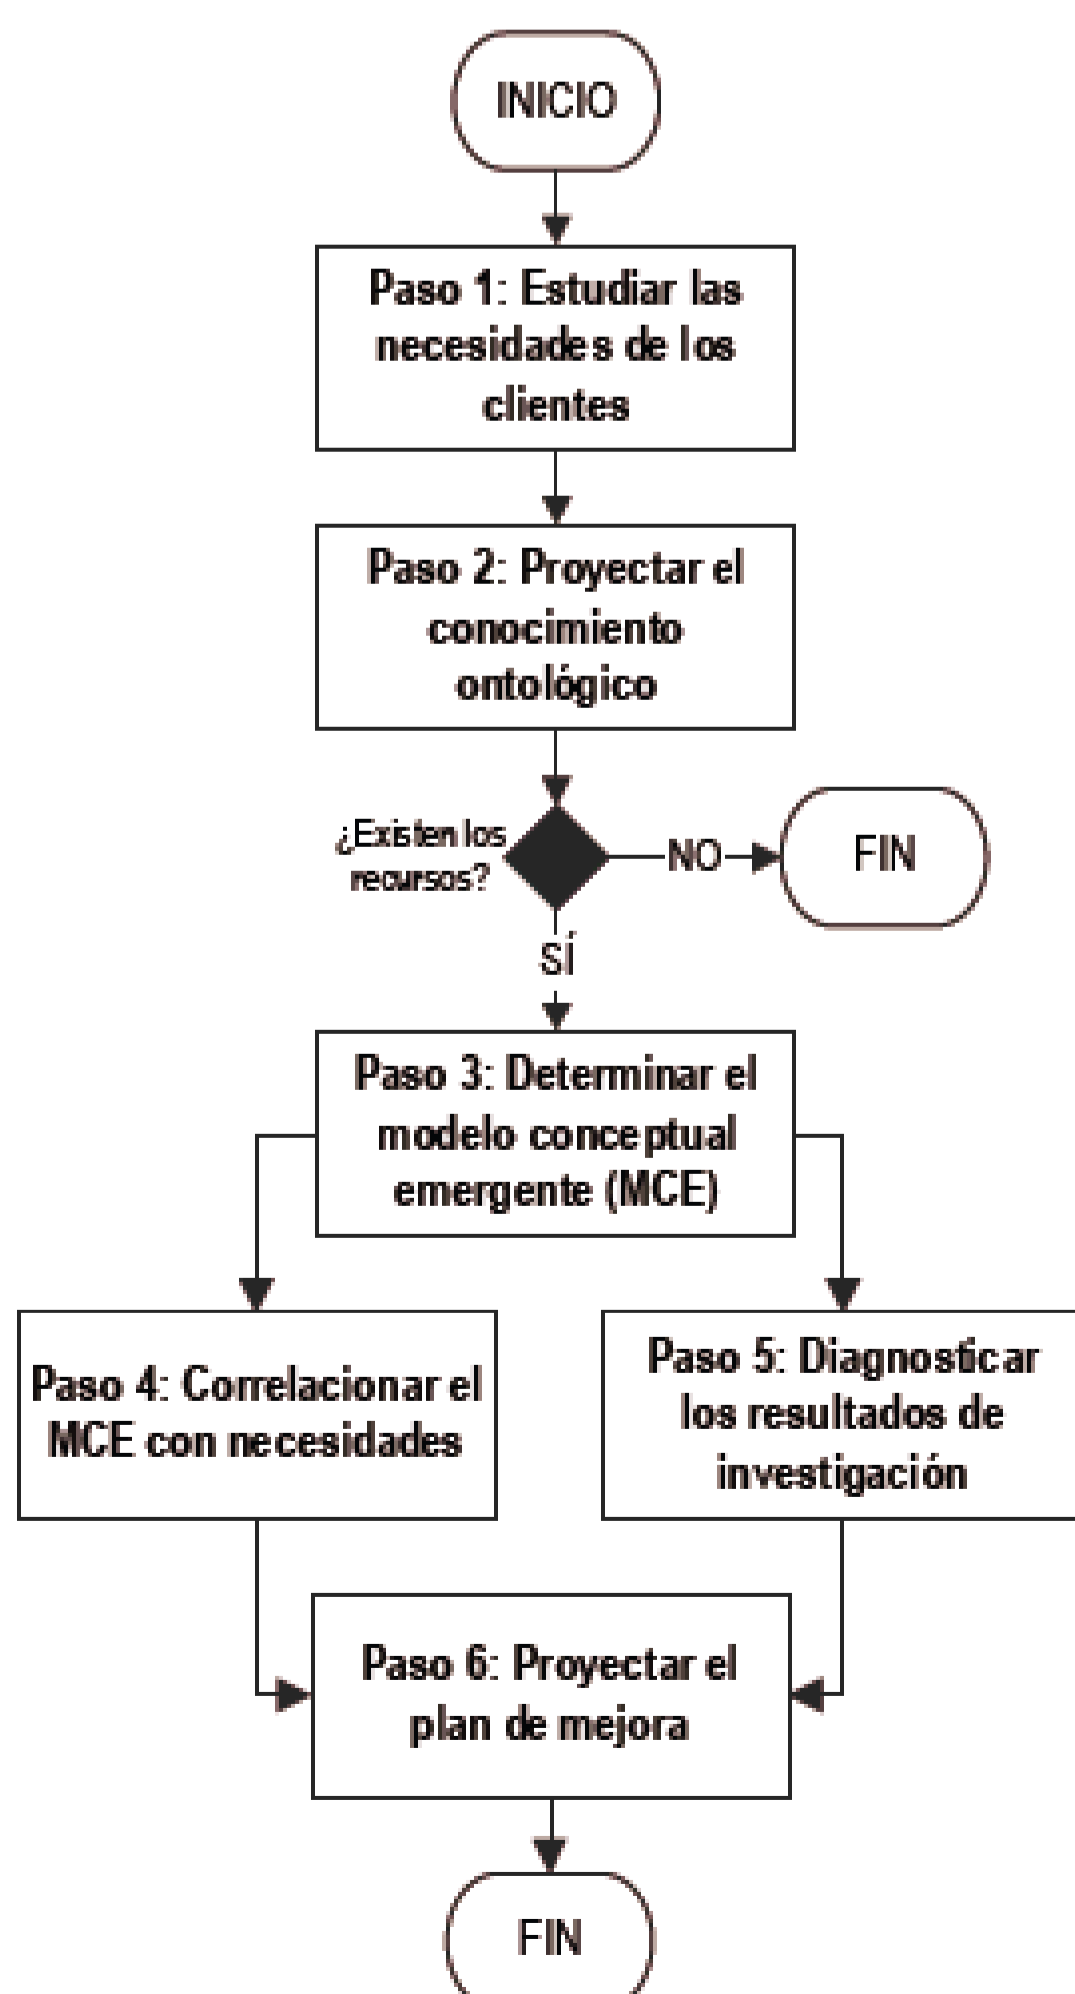 INICIO
Paso 1: Estudiar las
necesidades de los
clientes
Paso 2: Proyectar el
conocimiento
ontológico
¿Existen los
recursos?
NO
FIN
SÍ
Paso 3: Determinar el
modelo conceptual
emergente (MCE)
Paso 4: Correlacionar el
MCE con necesidades
Paso 5: Diagnosticar
los resultados de
investigación
Paso 6: Proyectar el
plan de mejora
FIN